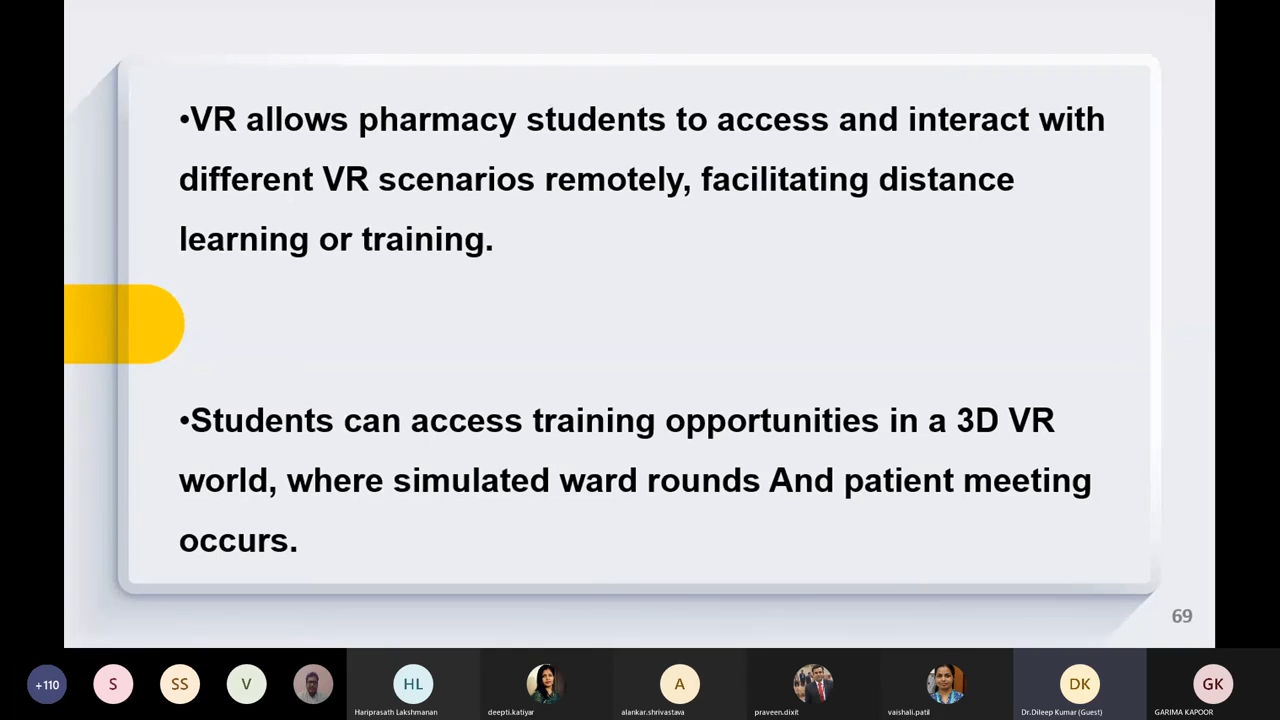 •VR allows pharmacy students to access and interact with
different VR scenarios remotely, facilitating distance
learning or training.
•Students can access training opportunities in a 3D VR
world, where simulated ward rounds And patient meeting
occurs.
69
+110
S
SS
V
HL
A
DK
GK
Hariprasath Lakshmanan
deepti.katiyar
alankar.shrivastava
praveen.dixit
vaishali.patil
Dr.Dileep Kumar (Guest)
GARIMA KAPOOR